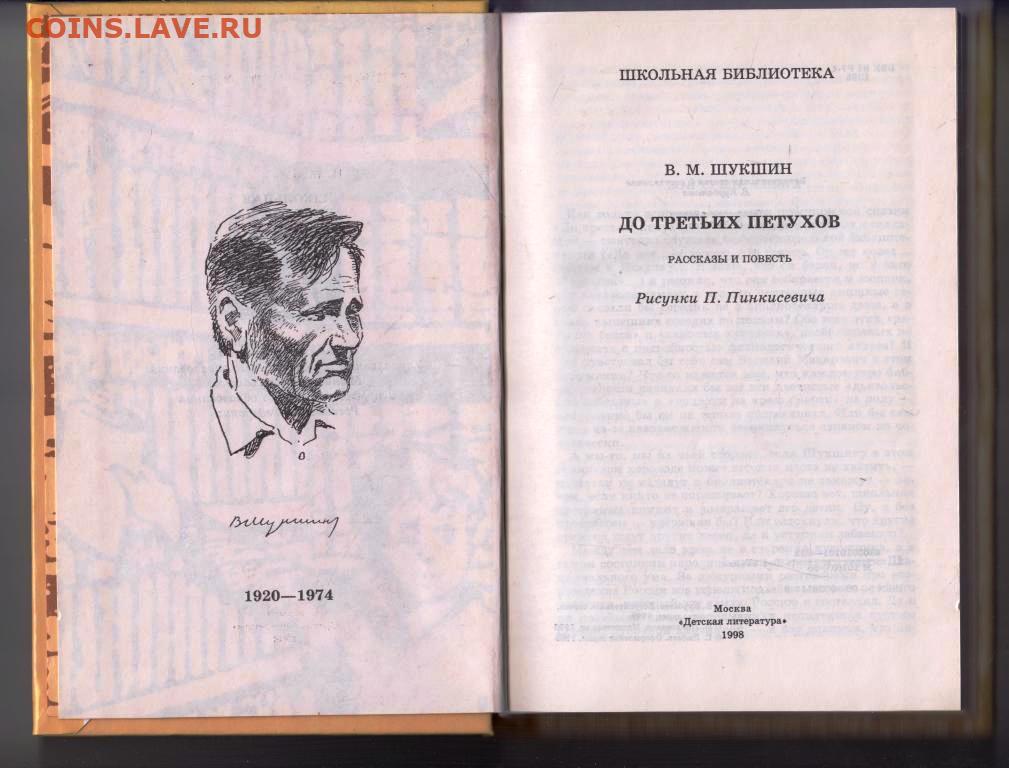 COINS.LAVE.RU
В Шукшин
1920—1974
ШКОЛЬНАЯ БИБЛИОТЕКА
В. М. ШУКШИН
ДО ТРЕТЬИХ ПЕТУХОВ
РАССКАЗЫ И ПОВЕСТЬ
Рисунки П. Пинкисевича
Москва
«Детская литература»
1998